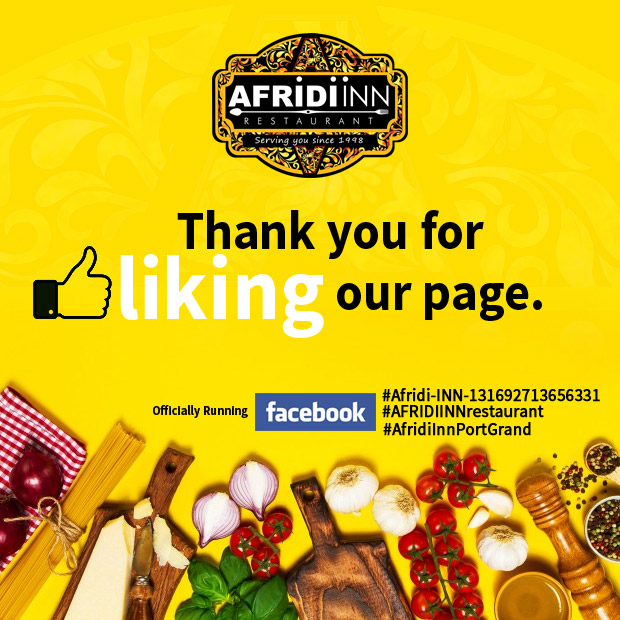 AFRiDi iNN
RESTAURANT
Serving you since 1998
Thank you for
liking our page.
Officially Running
facebook
#Afridi-INN-131692713656331
#AFRIDIINNrestaurant
#AfridiInnPortGrand